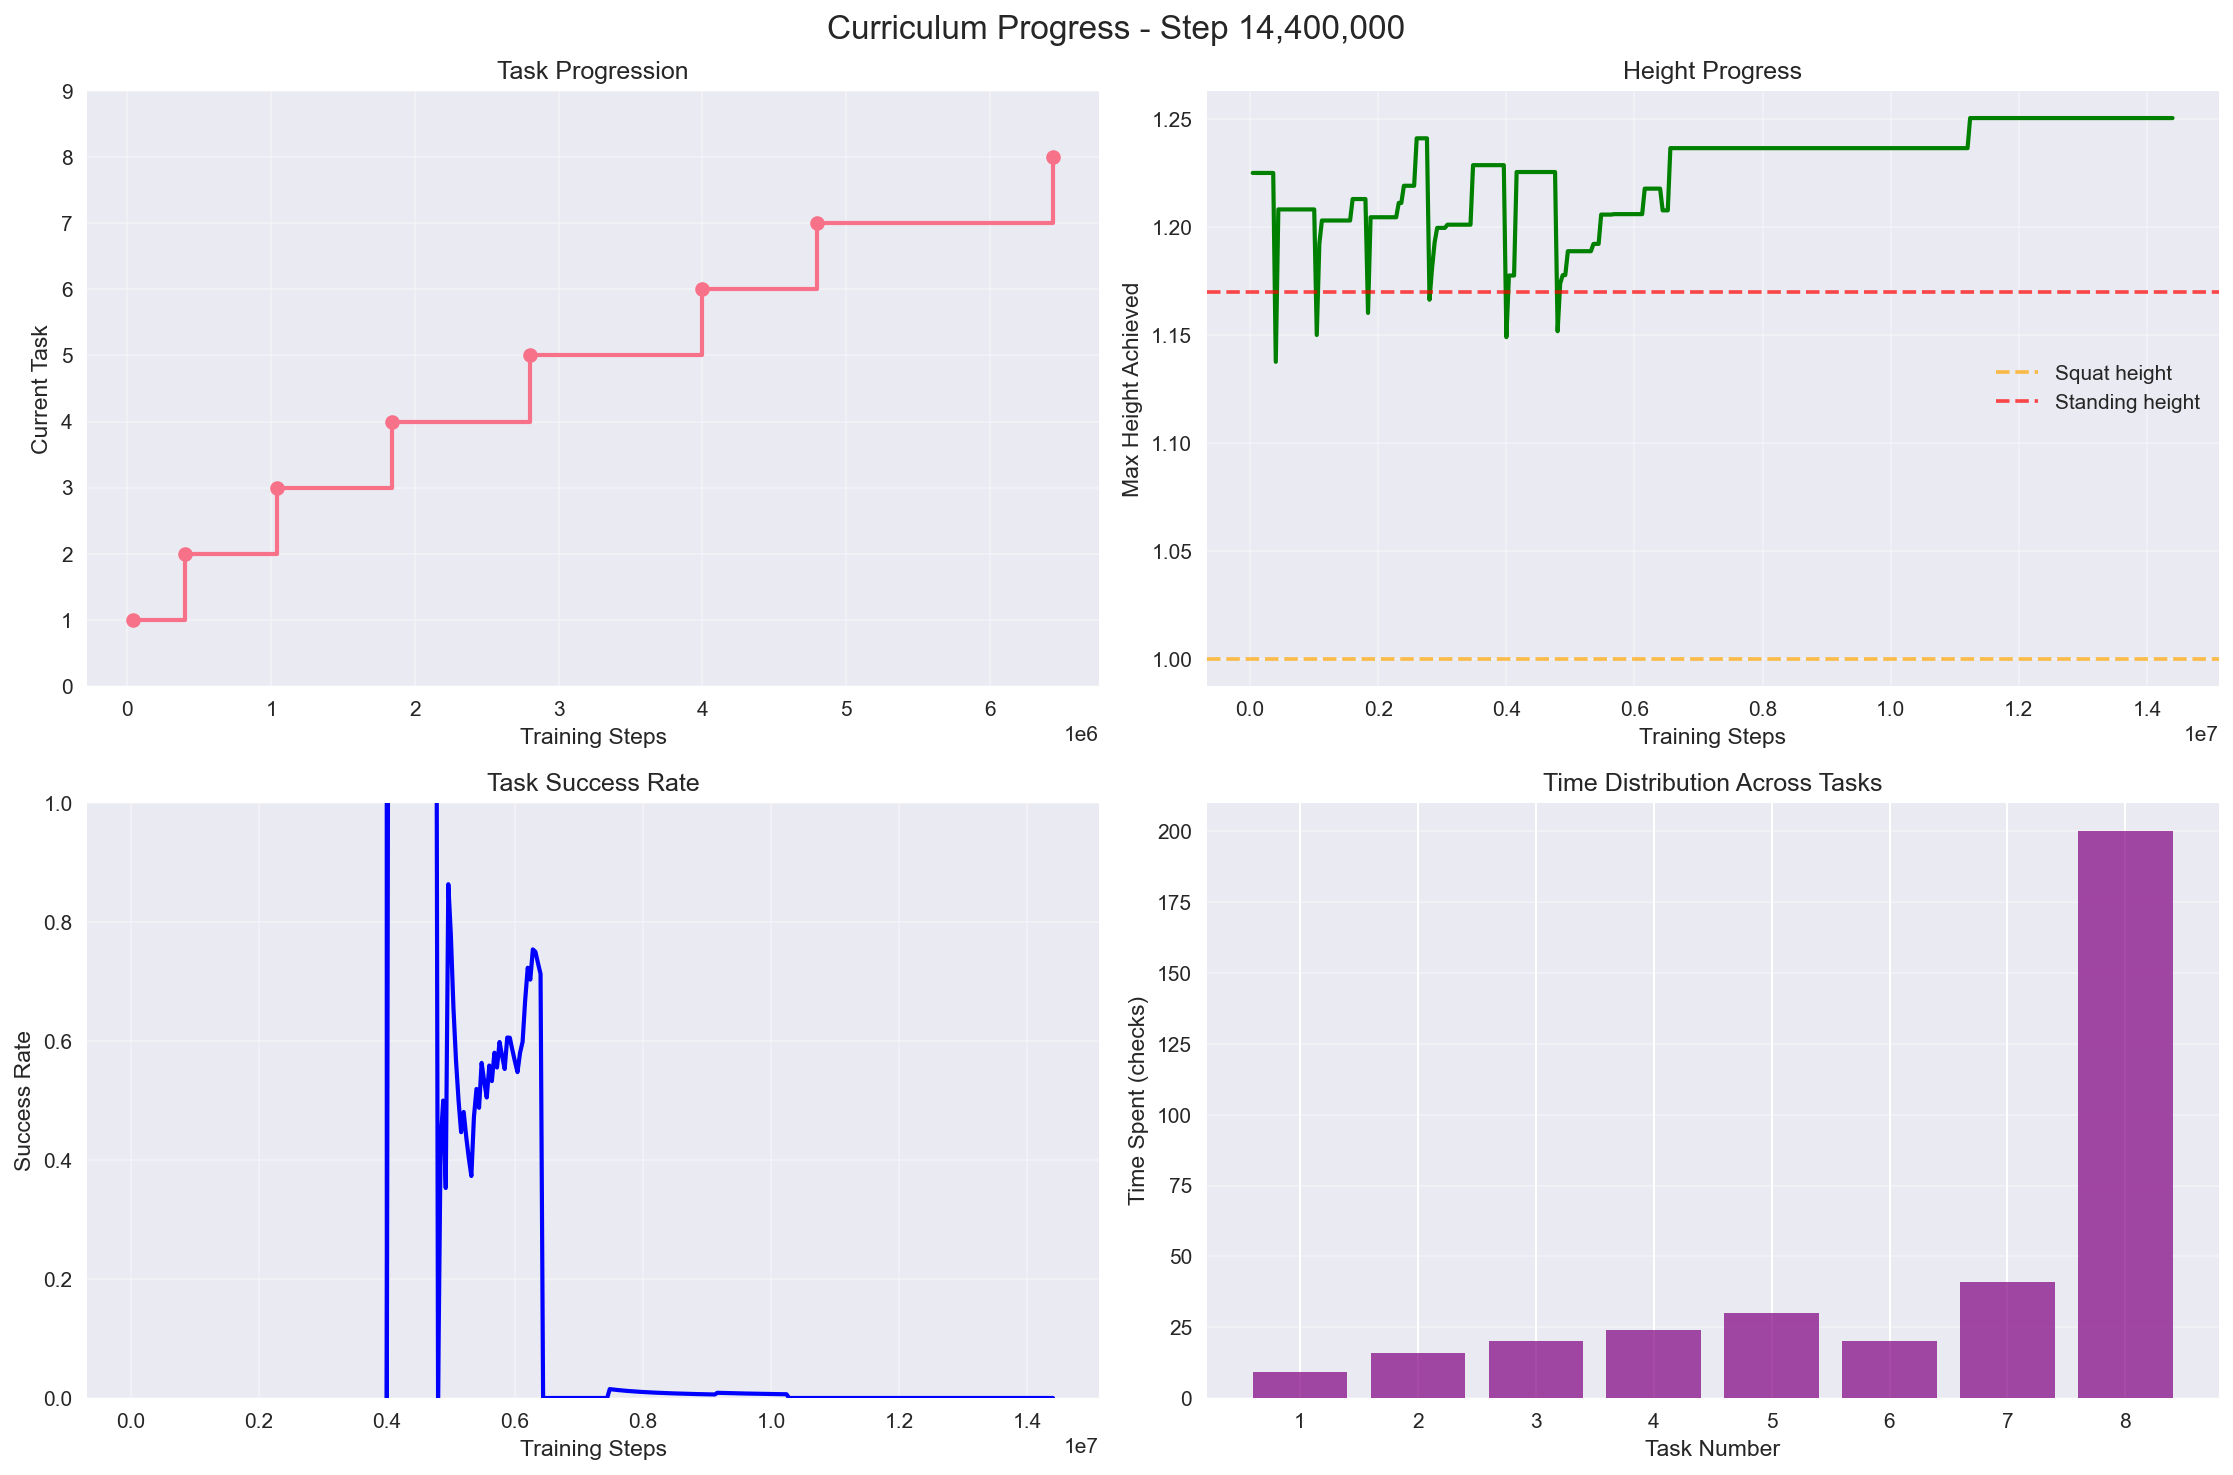 Curriculum Progress - Step 14,400,000
Task Progression
9
8
7
6
5
4
3
2
1
0
Current Task
0 1 2 3 4 5 6
Training Steps
1e6
Height Progress
1.25
1.20
1.15
1.10
1.05
1.00
Max Height Achieved
Squat height
Standing height
0.0 0.2 0.4 0.6 0.8 1.0 1.2 1.4
Training Steps
1e7
Task Success Rate
1.0
0.8
0.6
0.4
0.2
0.0
Success Rate
0.0 0.2 0.4 0.6 0.8 1.0 1.2 1.4
Training Steps
1e7
Time Distribution Across Tasks
200
175
150
125
100
75
50
25
0
Time Spent (checks)
1 2 3 4 5 6 7 8
Task Number